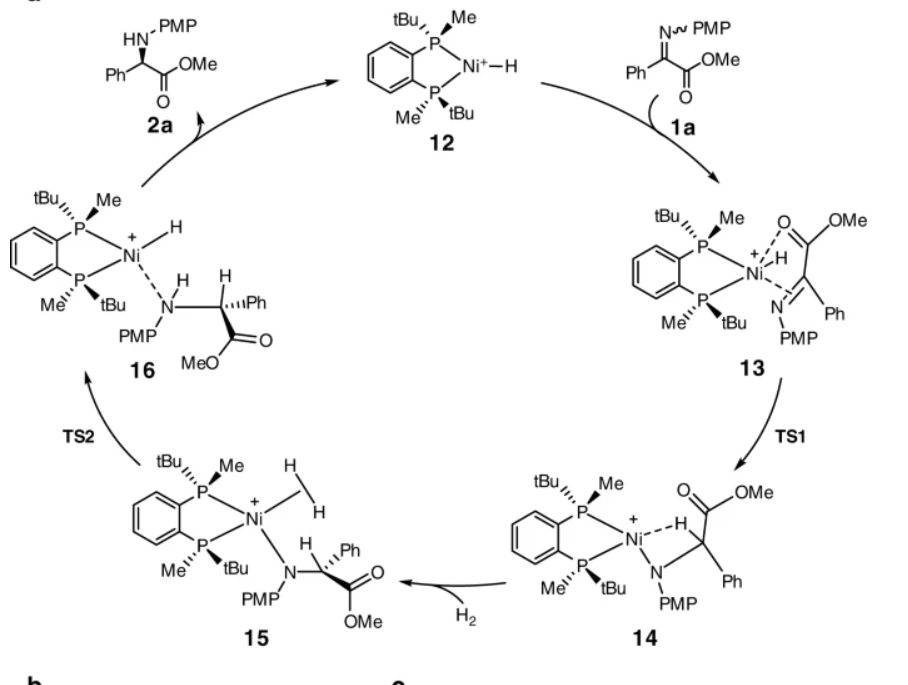 HN PMP
Ph OMe
O
2a
tBu Me
P
Ni+ H
P
Me tBu
12
N PMP
Ph OMe
O
1a
tBu Me
P
+ H
Ni
P
Me tBu
O OMe
N Ph
PMP
13
TS1
tBu Me
P
+
Ni H
P
Me tBu
O OMe
N Ph
PMP
14
H2
tBu Me
P
+
Ni
H
H
P
Me tBu
H Ph
N O
PMP
OMe
15
TS2
tBu Me
P
+
Ni H
P
Me tBu
H H
N Ph
PMP
O
MeO
16